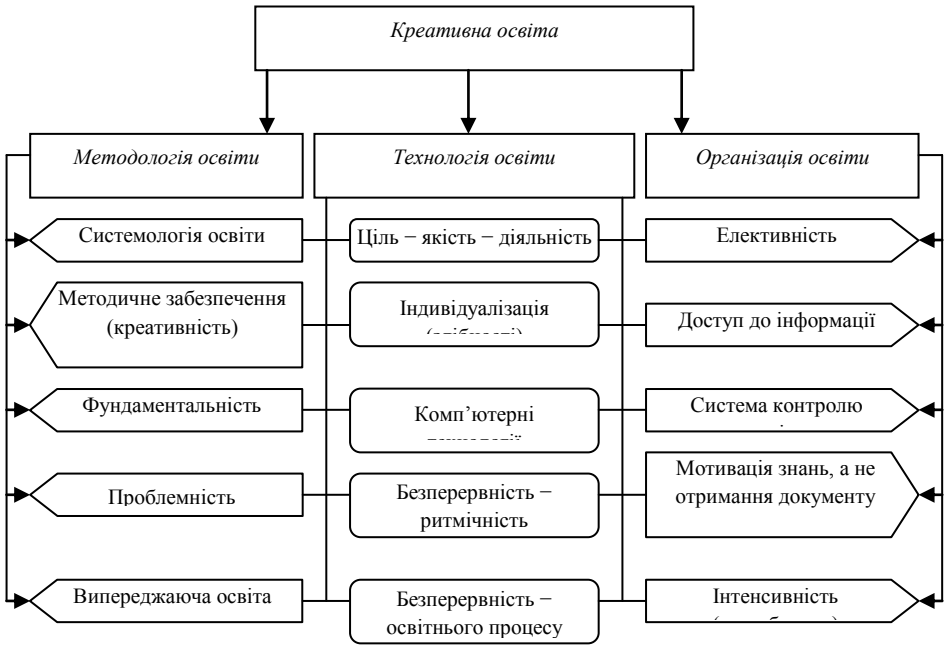 Креативна освіта
Методологія освіти
Технологія освіти
Організація освіти
Системологія освіти
Ціль – якість – діяльність
Елективність
Методичне забезпечення
(креативність)
Індивідуалізація
Доступ до інформації
Фундаментальність
Комп’ютерні
Система контролю
Проблемність
Безперервність –
ритмічність
Мотивація знань, а не
отримання документу
Випереджаюча освіта
Безперервність –
освітнього процесу
Інтенсивність